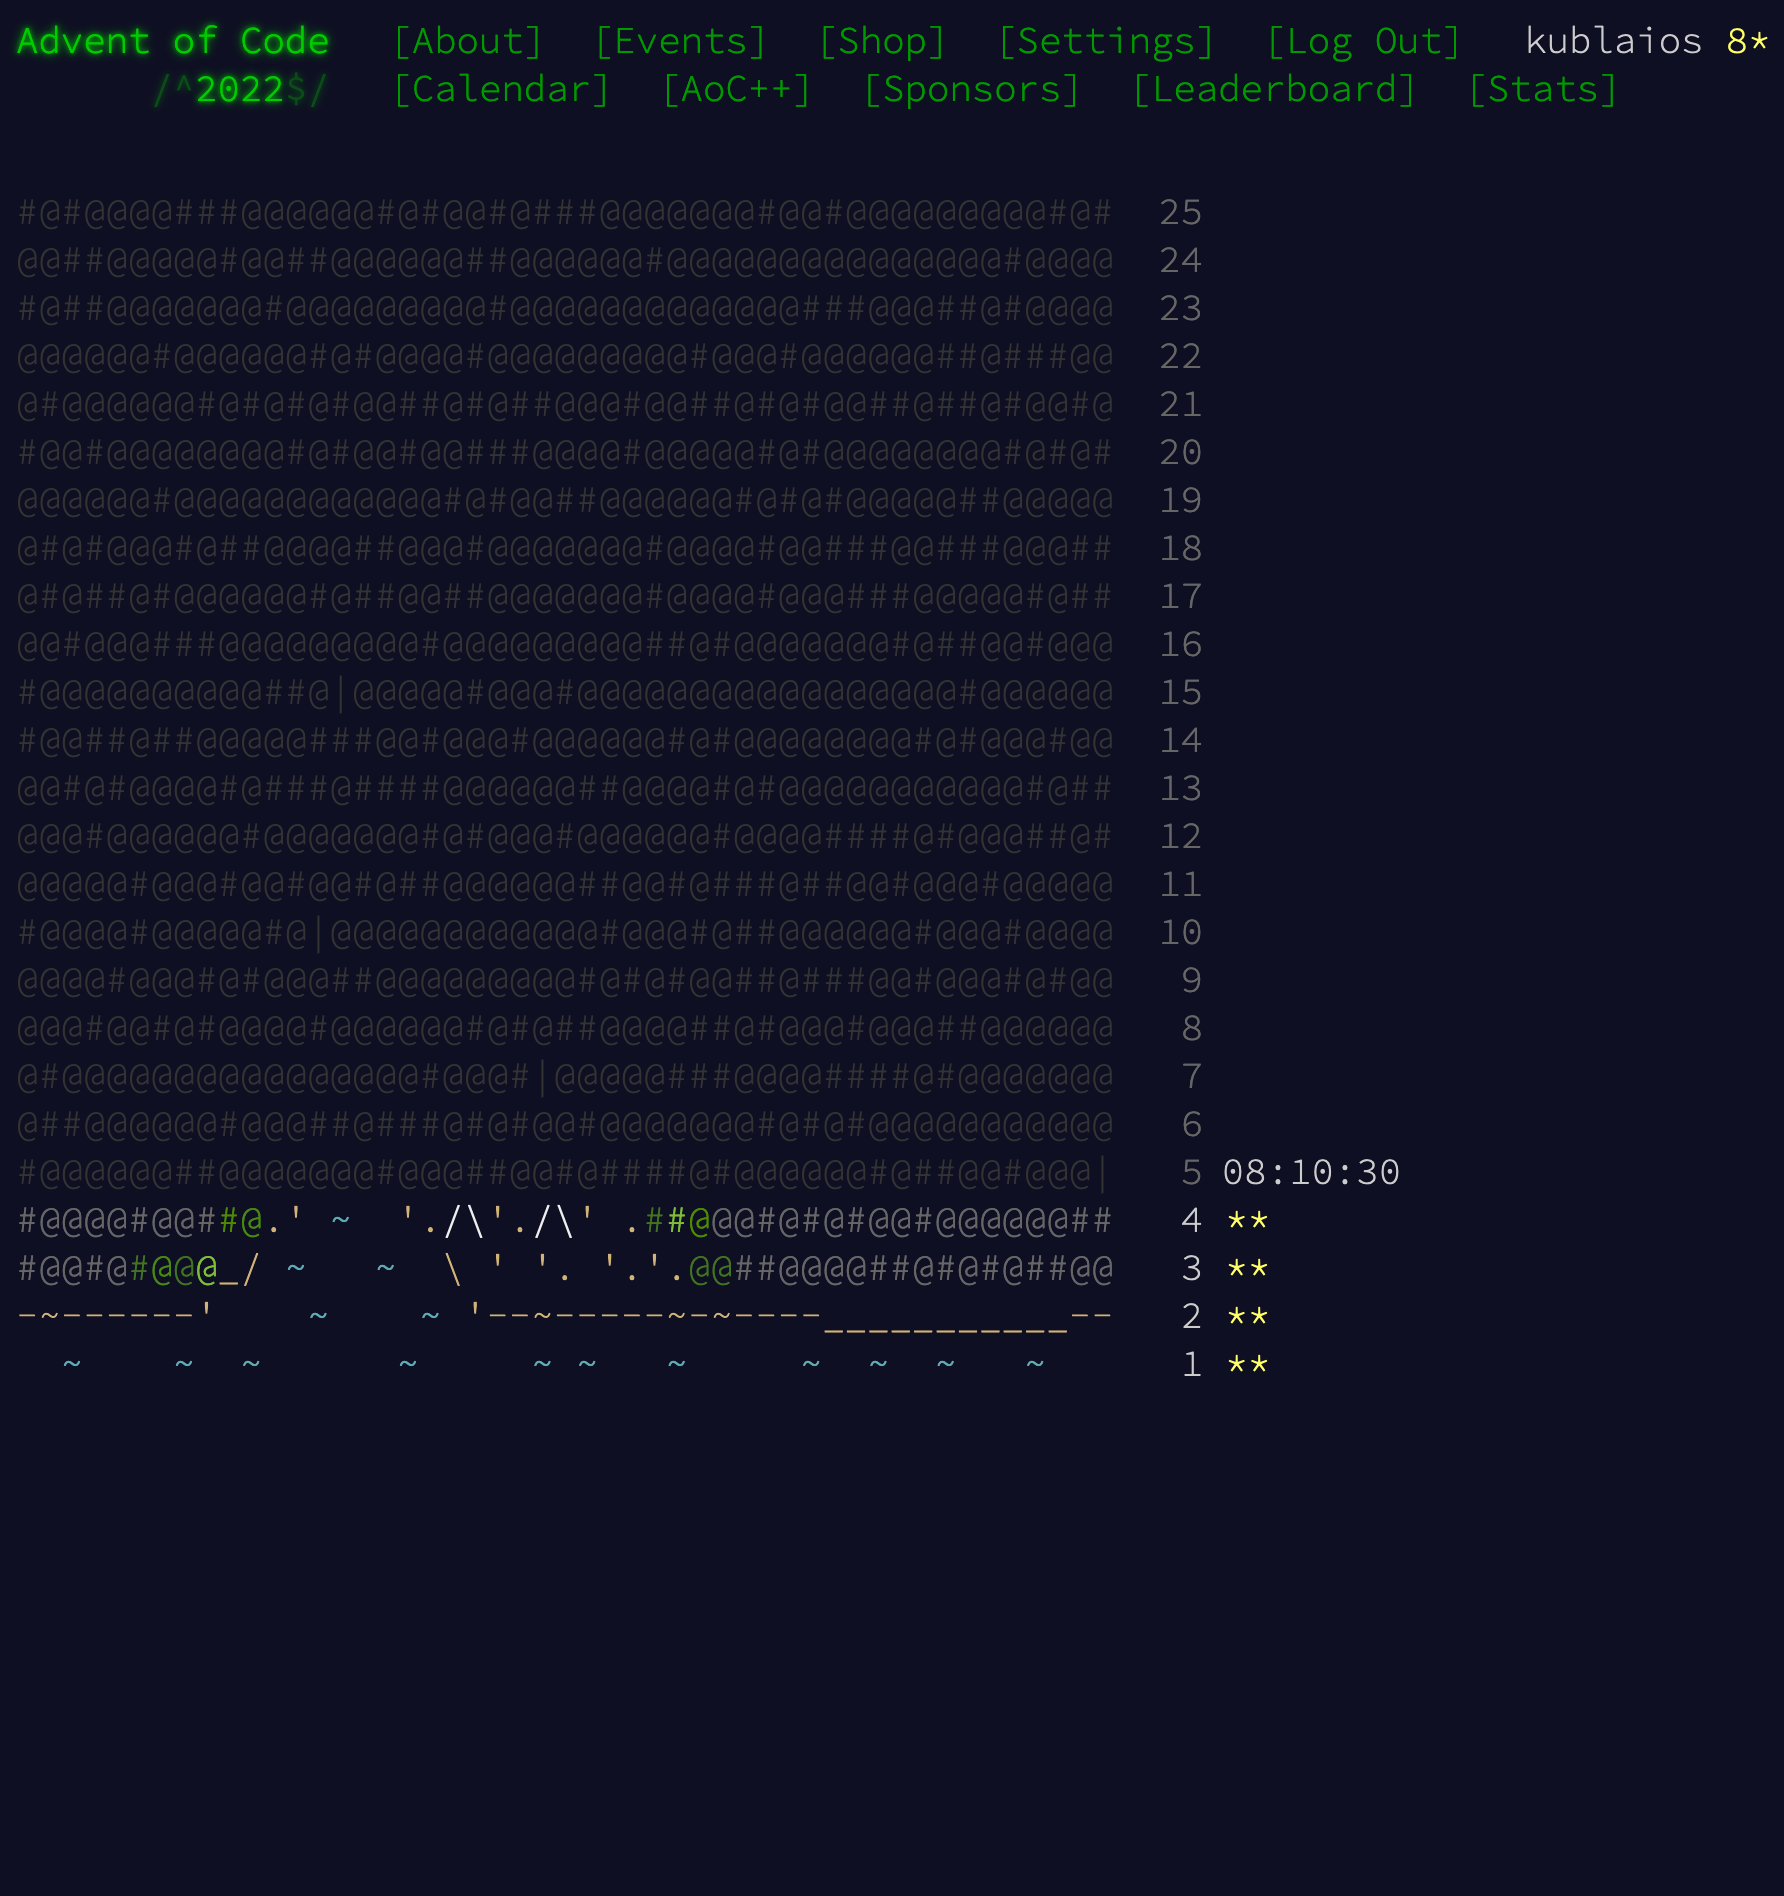 Advent of Code [About] [Events] [Shop] [Settings] [Log Out] kublaios 8*
/^2022$/ [Calendar] [AoC++] [Sponsors] [Leaderboard] [Stats]
#@#@@@@###@@@@@@#@#@@#@###@@@@@@@#@@#@@@@@@@@@#@# 25
@@##@@@@@#@@##@@@@@@##@@@@@@#@@@@@@@@@@@@@@@#@@@@ 24
#@##@@@@@@@#@@@@@@@@@#@@@@@@@@@@@@@###@@@##@#@@@@ 23
@@@@@@#@@@@@@#@#@@@@#@@@@@@@@@#@@@#@@@@@@##@###@@ 22
@#@@@@@@#@#@#@#@@##@#@##@@@#@@##@#@#@@##@##@#@@#@ 21
#@@#@@@@@@@@#@#@@#@@###@@@@#@@@@@#@#@@@@@@@@#@#@# 20
@@@@@@#@@@@@@@@@@@@#@#@@##@@@@@@#@#@#@@@@@##@@@@@ 19
@#@#@@@#@##@@@@##@@@#@@@@@@@#@@@@#@@###@@###@@@## 18
@#@##@#@@@@@@#@##@@##@@@@@@@#@@@@#@@@###@@@@@#@## 17
@@#@@@###@@@@@@@@@#@@@@@@@@@##@#@@@@@@@#@##@@#@@@ 16
#@@@@@@@@@@##@|@@@@@#@@@#@@@@@@@@@@@@@@@@@#@@@@@@ 15
#@@##@##@@@@@###@@#@@@#@@@@@@#@#@@@@@@@@#@#@@@#@@ 14
@@#@#@@@@#@###@####@@@@@@##@@@@#@#@@@@@@@@@@@#@## 13
@@@#@@@@@@#@@@@@@@#@#@@@#@@@@@@#@@@@####@#@@@##@# 12
@@@@@#@@@#@@#@@#@##@@@@@@##@@#@###@##@@#@@@#@@@@@ 11
#@@@@#@@@@@#@|@@@@@@@@@@@@#@@@#@##@@@@@@#@@@#@@@@ 10
@@@@#@@@#@#@@@##@@@@@@@@@#@#@#@@##@###@@#@@@#@#@@ 9
@@@#@@#@#@@@@#@@@@@@#@#@##@@@@##@#@@@#@@@##@@@@@@ 8
@#@@@@@@@@@@@@@@@@#@@@#|@@@@@###@@@@####@#@@@@@@@ 7
@##@@@@@@#@@@##@###@#@#@@#@@@@@@@#@#@#@@@@@@@@@@@ 6
#@@@@@@##@@@@@@@#@@@##@@#@####@#@@@@@@#@##@@#@@@| 5 08:10:30
#@@@@#@@##@.' ~  './\'./\' .##@@@#@#@#@@#@@@@@@## 4 **
#@@#@#@@@_/ ~   ~  \ ' '. '.'.@@##@@@@##@#@#@##@@ 3 **
-~------'    ~    ~ '--~-----~-~----___________-- 2 **
  ~    ~  ~      ~     ~ ~   ~     ~  ~  ~   ~ 1 **